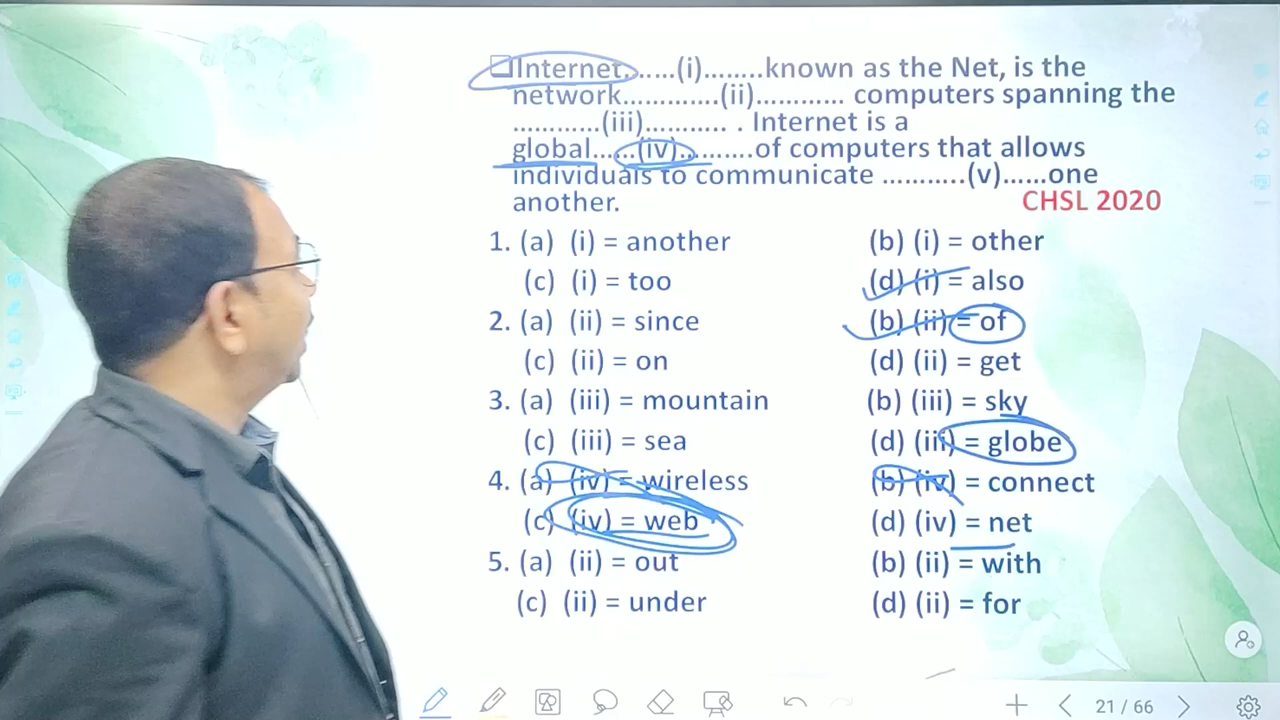 ❑Internet.......(i)........known as the Net, is the
network.............(ii)............ computers spanning the
............(iii)........... . Internet is a
global.......(iv)...........of computers that allows
individuals to communicate ...........(v)......one
another.
CHSL 2020
1. (a) (i) = another (b) (i) = other
(c) (i) = too (d) (i) = also
2. (a) (ii) = since (b) (ii) = of
(c) (ii) = on (d) (ii) = get
3. (a) (iii) = mountain (b) (iii) = sky
(c) (iii) = sea (d) (iii) = globe
4. (a) (iv) = wireless (b) (iv) = connect
(c) (iv) = web (d) (iv) = net
5. (a) (ii) = out (b) (ii) = with
(c) (ii) = under (d) (ii) = for
21 / 66